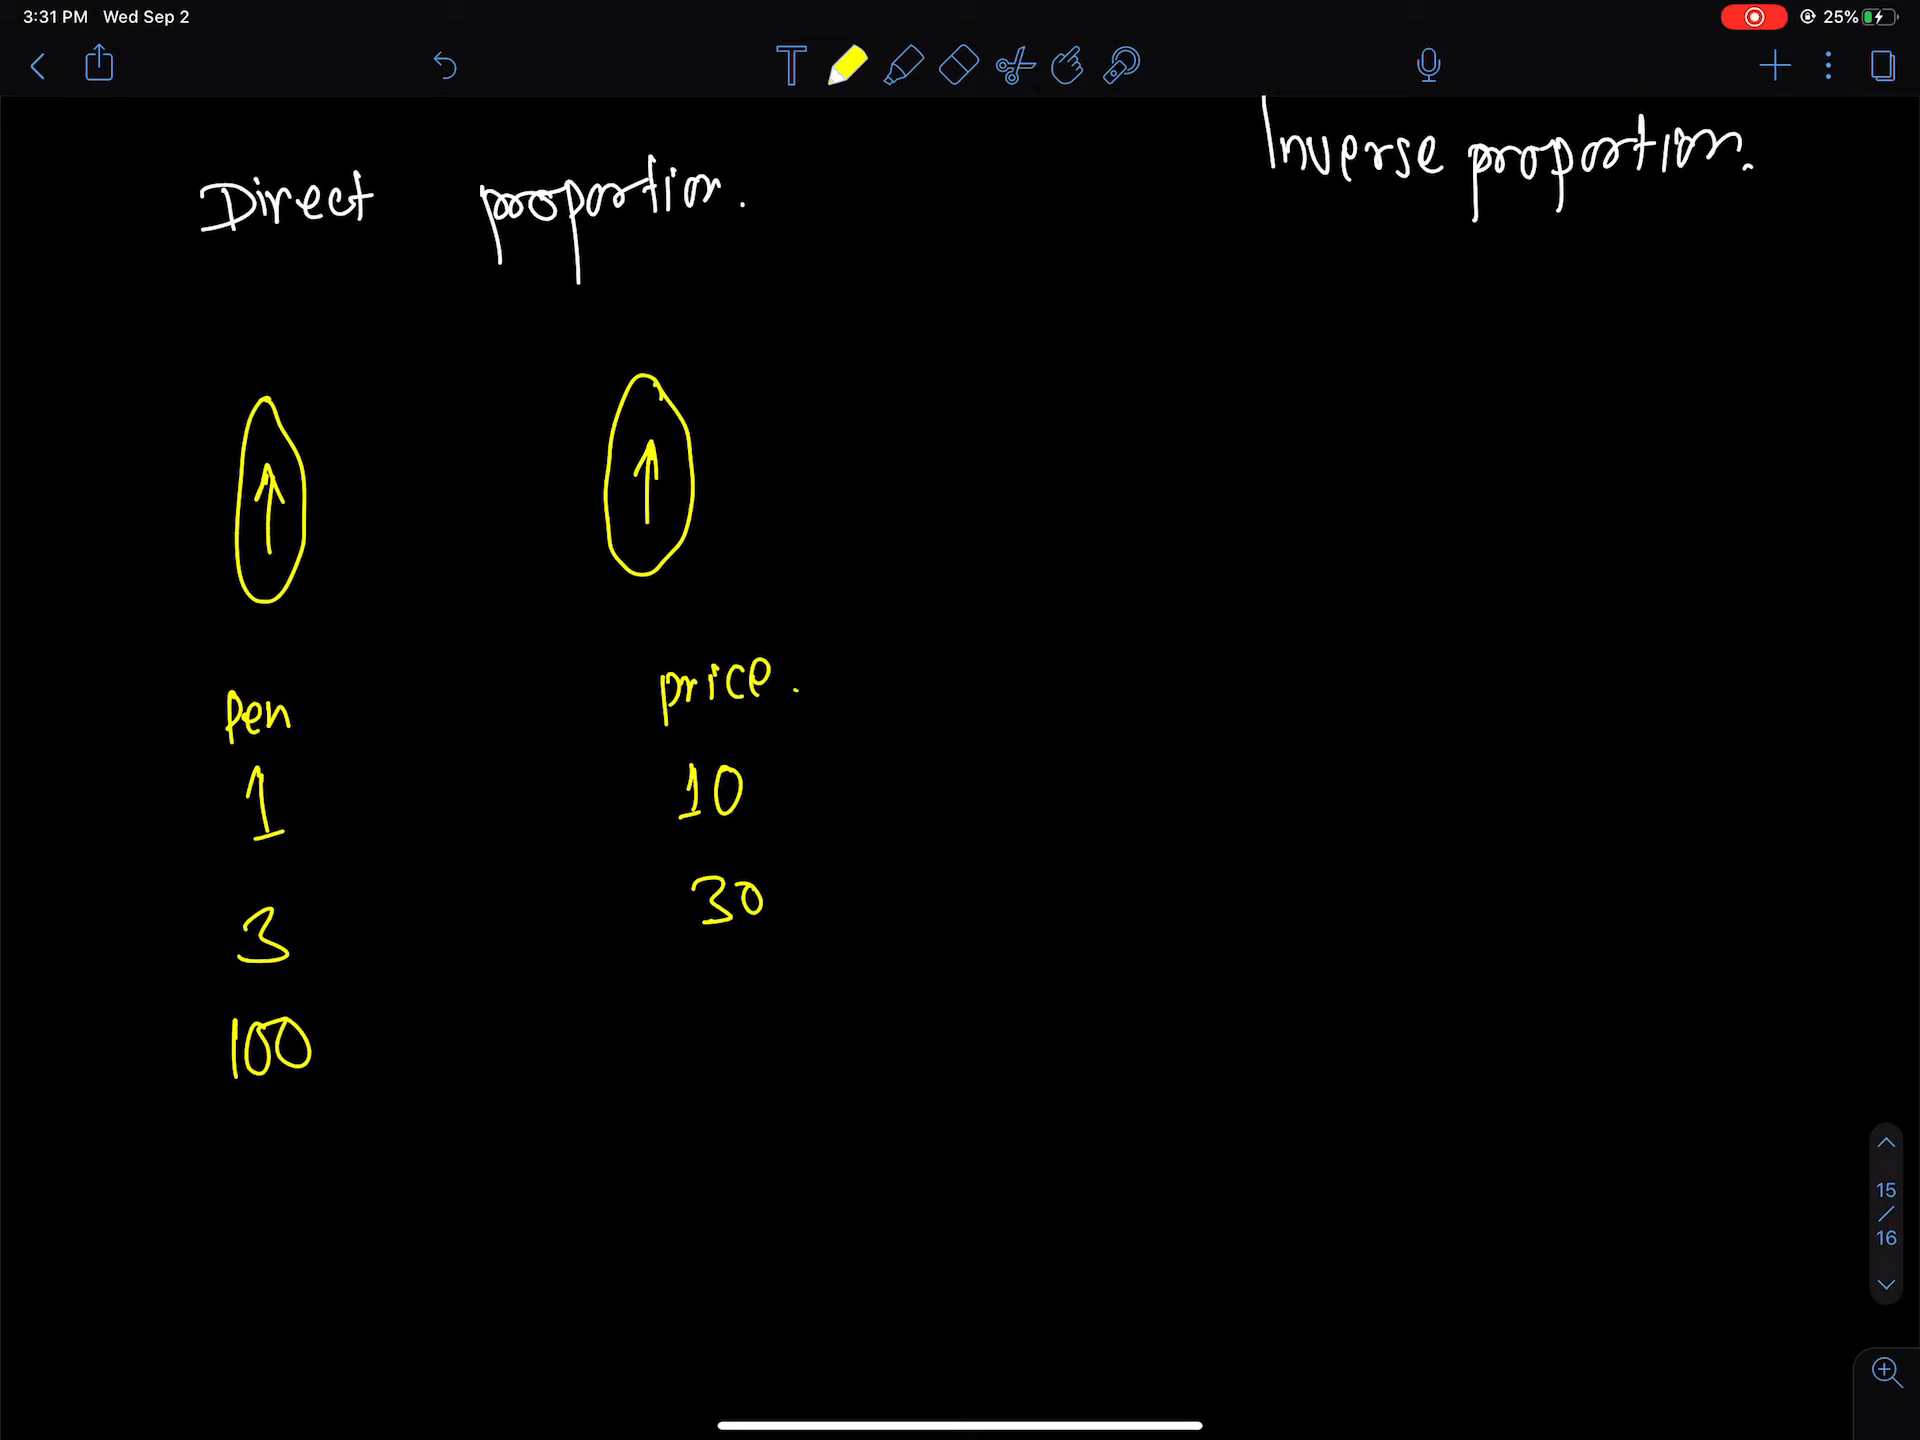 3:31 PM Wed Sep 2
25%
Inverse proportion.
Direct proportion.
Pen price.
1 10
3 30
100
15
/
16